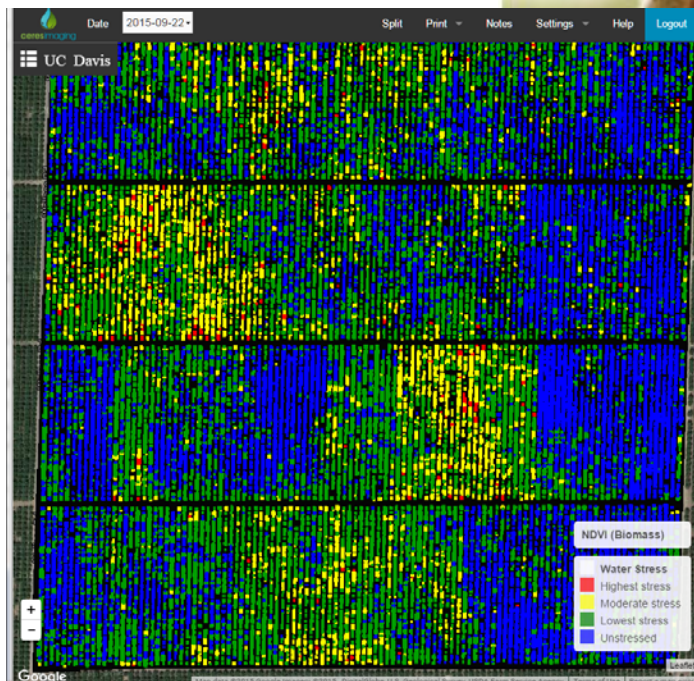 ceresimaging
Date 2015-09-22 Split Print Notes Settings Help Logout
UC Davis
NDVI (Biomass)
Water Stress
Highest stress
Moderate stress
Lowest stress
Unstressed
+
−
Leaflet
Google